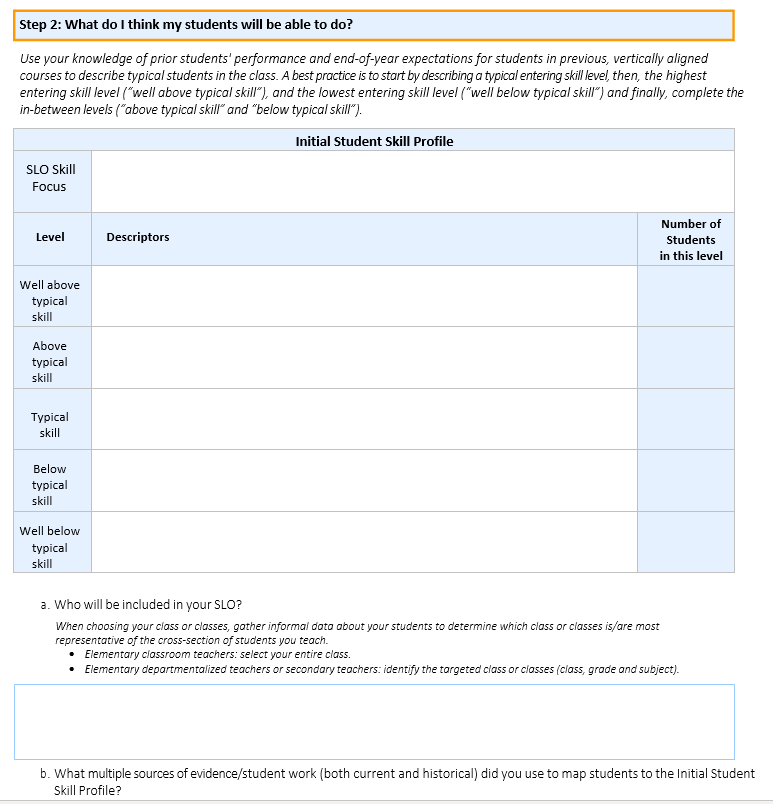 Step 2: What do I think my students will be able to do?
Use your knowledge of prior students' performance and end-of-year expectations for students in previous, vertically aligned
courses to describe typical students in the class. A best practice is to start by describing a typical entering skill level, then, the highest
entering skill level ("well above typical skill"), and the lowest entering skill level ("well below typical skill") and finally, complete the
in-between levels ("above typical skill" and "below typical skill").
Initial Student Skill Profile
SLO Skill
Focus
Level
Descriptors
Number of
Students
in this level
Well above
typical
skill
Above
typical
skill
Typical
skill
Below
typical
skill
Well below
typical
skill
a. Who will be included in your SLO?
When choosing your class or classes, gather informal data about your students to determine which class or classes is/are most
representative of the cross-section of students you teach.
• Elementary classroom teachers: select your entire class.
• Elementary departmentalized teachers or secondary teachers: identify the targeted class or classes (class, grade and subject).
b. What multiple sources of evidence/student work (both current and historical) did you use to map students to the Initial Student
Skill Profile?